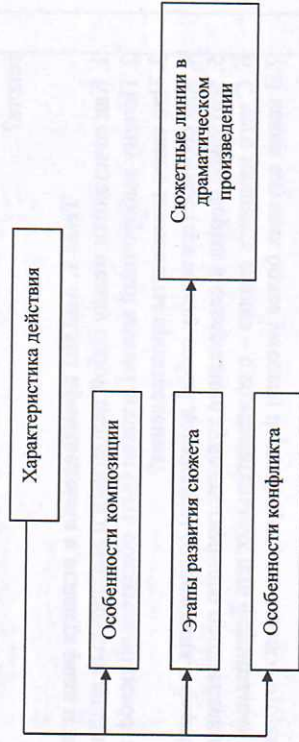 Характеристика действия
Особенности композиции
Этапы развития сюжета
Сюжетные линии в
драматическом
произведении
Особенности конфликта